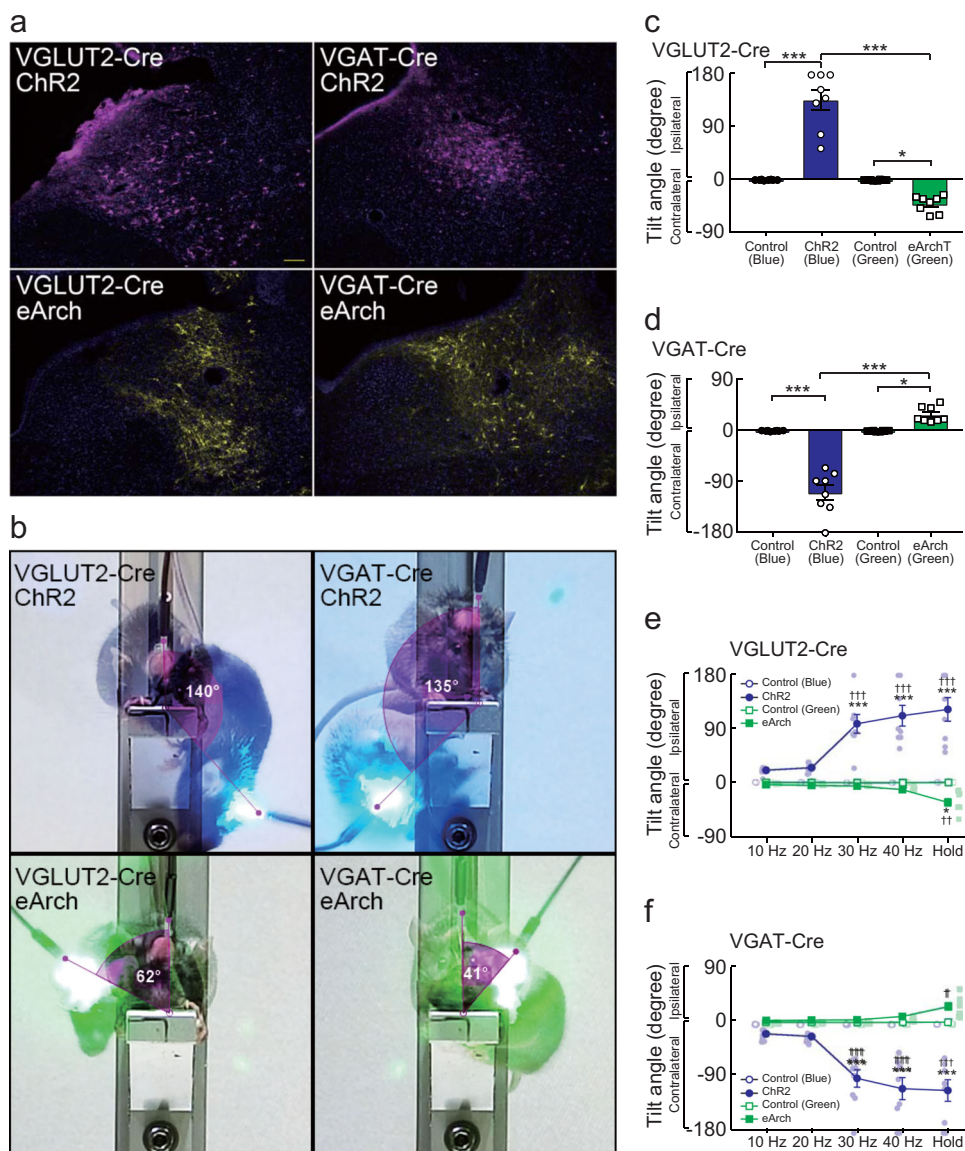 a
VGLUT2-Cre
ChR2
VGAT-Cre
ChR2
VGLUT2-Cre
eArch
VGAT-Cre
eArch
b
VGLUT2-Cre
ChR2
140°
VGAT-Cre
ChR2
135°
VGLUT2-Cre
eArch
62°
VGAT-Cre
eArch
41°
c
VGLUT2-Cre
Tilt angle (degree)
Ipsilateral
Contralateral
180
90
0
-90
***
***
*
Control
(Blue)
ChR2
(Blue)
Control
(Green)
eArchT
(Green)
d
VGAT-Cre
Tilt angle (degree)
Ipsilateral
Contralateral
90
0
-90
-180
***
***
*
Control
(Blue)
ChR2
(Blue)
Control
(Green)
eArch
(Green)
e
VGLUT2-Cre
Tilt angle (degree)
Ipsilateral
Contralateral
180
90
0
-90
Control (Blue)
ChR2
Control (Green)
eArch
†††
***
†††
***
†††
***
*
††
10 Hz 20 Hz 30 Hz 40 Hz Hold
f
VGAT-Cre
Tilt angle (degree)
Ipsilateral
Contralateral
90
0
-90
-180
†††
***
†††
***
†††
***
Control (Blue)
ChR2
Control (Green)
eArch
10 Hz 20 Hz 30 Hz 40 Hz Hold